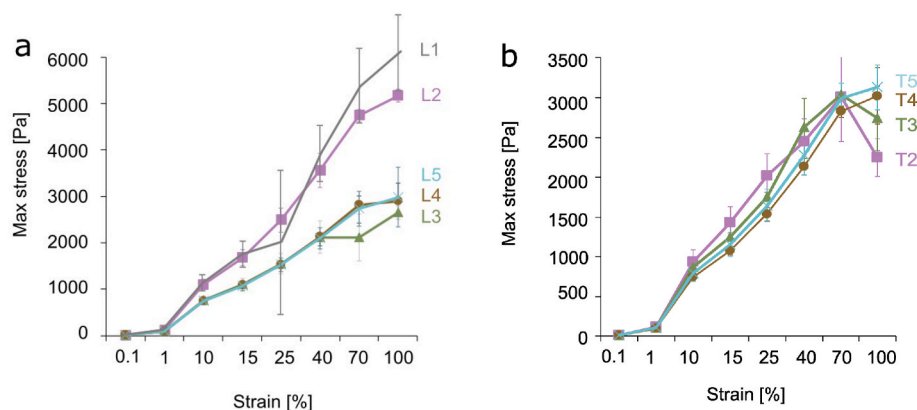 a
Max stress [Pa]
6000
5000
4000
3000
2000
1000
0
0.1 1 10 15 25 40 70 100
Strain [%]
L1
L2
L5
L4
L3
b
Max stress [Pa]
3500
3000
2500
2000
1500
1000
500
0
0.1 1 10 15 25 40 70 100
Strain [%]
T5
T4
T3
T2